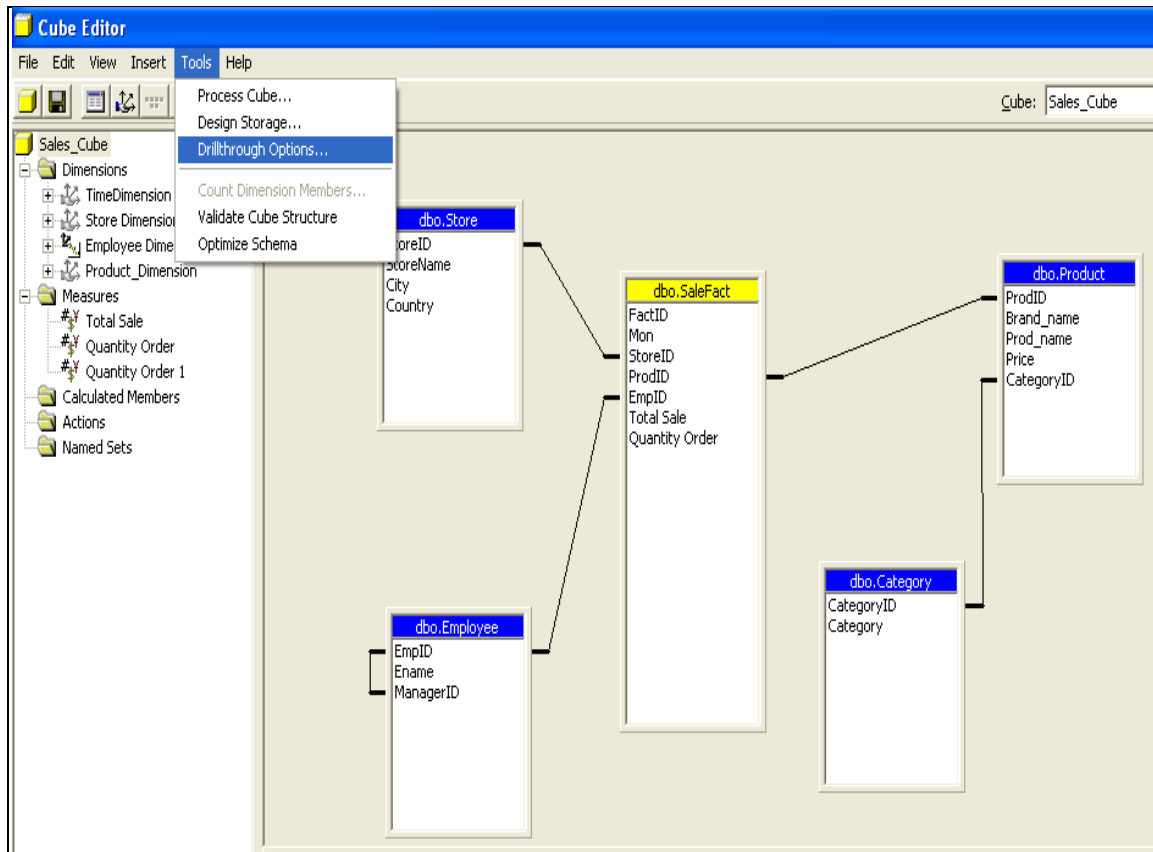 Cube Editor
File Edit View Insert Tools Help
Process Cube...
Design Storage...
Drillthrough Options...
Count Dimension Members...
Validate Cube Structure
Optimize Schema
Cube: Sales_Cube
Sales_Cube
Dimensions
TimeDimension
Store Dimension
Employee Dime
Product_Dimension
Measures
Total Sale
Quantity Order
Quantity Order 1
Calculated Members
Actions
Named Sets
dbo.Store
StoreID
StoreName
City
Country
dbo.SaleFact
FactID
Mon
StoreID
ProdID
EmpID
Total Sale
Quantity Order
dbo.Product
ProdID
Brand_name
Prod_name
Price
CategoryID
dbo.Employee
EmpID
Ename
ManagerID
dbo.Category
CategoryID
Category